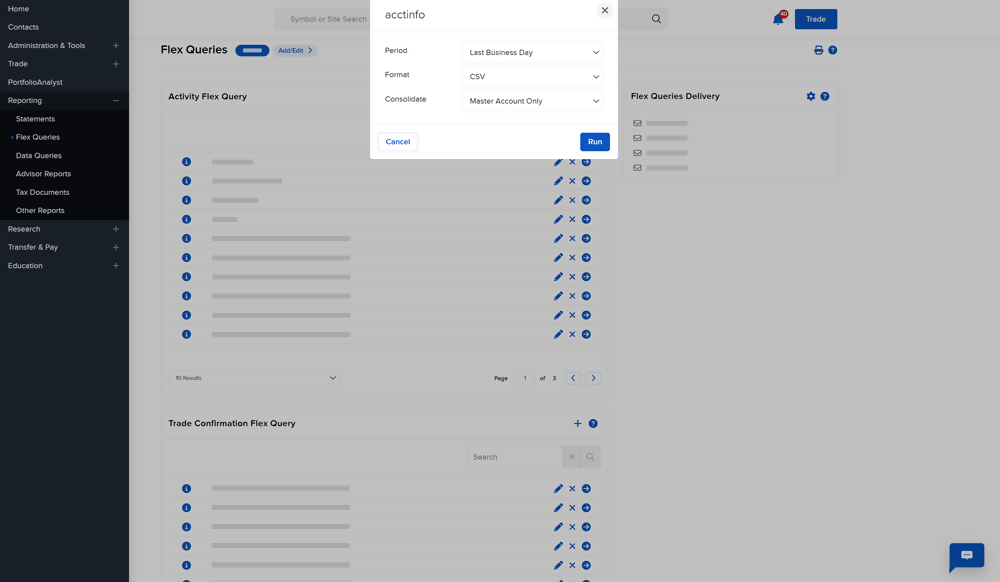 Home
Contacts
Administration & Tools
Trade
PortfolioAnalyst
Reporting
Statements
Flex Queries
Data Queries
Advisor Reports
Tax Documents
Other Reports
Research
Transfer & Pay
Education
Symbol or Site Search
Trade
Flex Queries
Add/Edit
acctinfo
Period
Last Business Day
Format
CSV
Consolidate
Master Account Only
Cancel
Run
Activity Flex Query
10 Results
Page 1 of 3
Trade Confirmation Flex Query
Search
Flex Queries Delivery